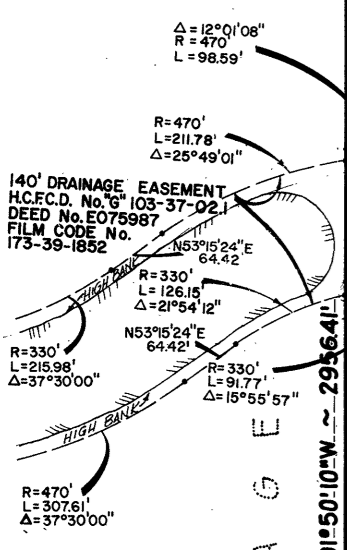 Δ=12°01'08"
R=470'
L=98.59'
R=470'
L=211.78'
Δ=25°49'01"
140' DRAINAGE EASEMENT
H.C.F.C.D. No."G" 103-37-02.1
DEED No. E075987
FILM CODE No.
173-39-1852
N53°15'24"E
64.42
HIGH BANK
R=330'
L=126.15'
Δ=21°54'12"
N53°15'24"E
64.42'
R=330'
L=215.98'
Δ=37°30'00"
R=330'
L=91.77'
Δ=15°55'57"
HIGH BANK
R=470'
L=307.61'
Δ=37°30'00"
A G E
01°50'10"W. ~ 2956.41'